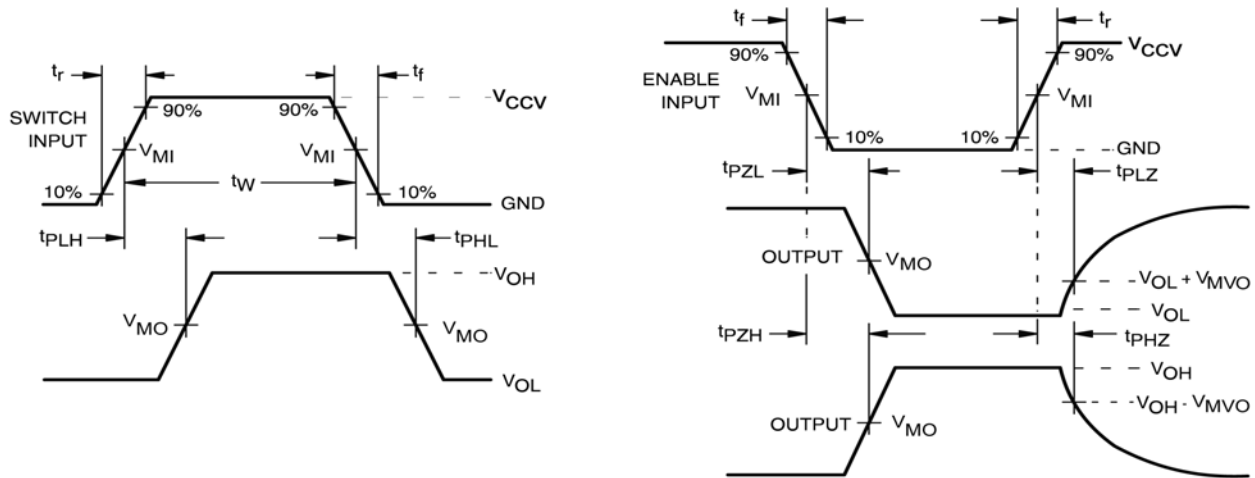 tr
tf
VCCV
90%
90%
SWITCH
INPUT
VMI
VMI
10%
tW
10%
GND
tPLH
tPHL
VOH
VMO
VMO
VOL
tf
tr
VCCV
90%
90%
ENABLE
INPUT
VMI
VMI
10%
10%
GND
tPZL
tPLZ
OUTPUT
VMO
VOL + VMVO
VOL
tPZH
tPHZ
VOH
VOH - VMVO
OUTPUT
VMO